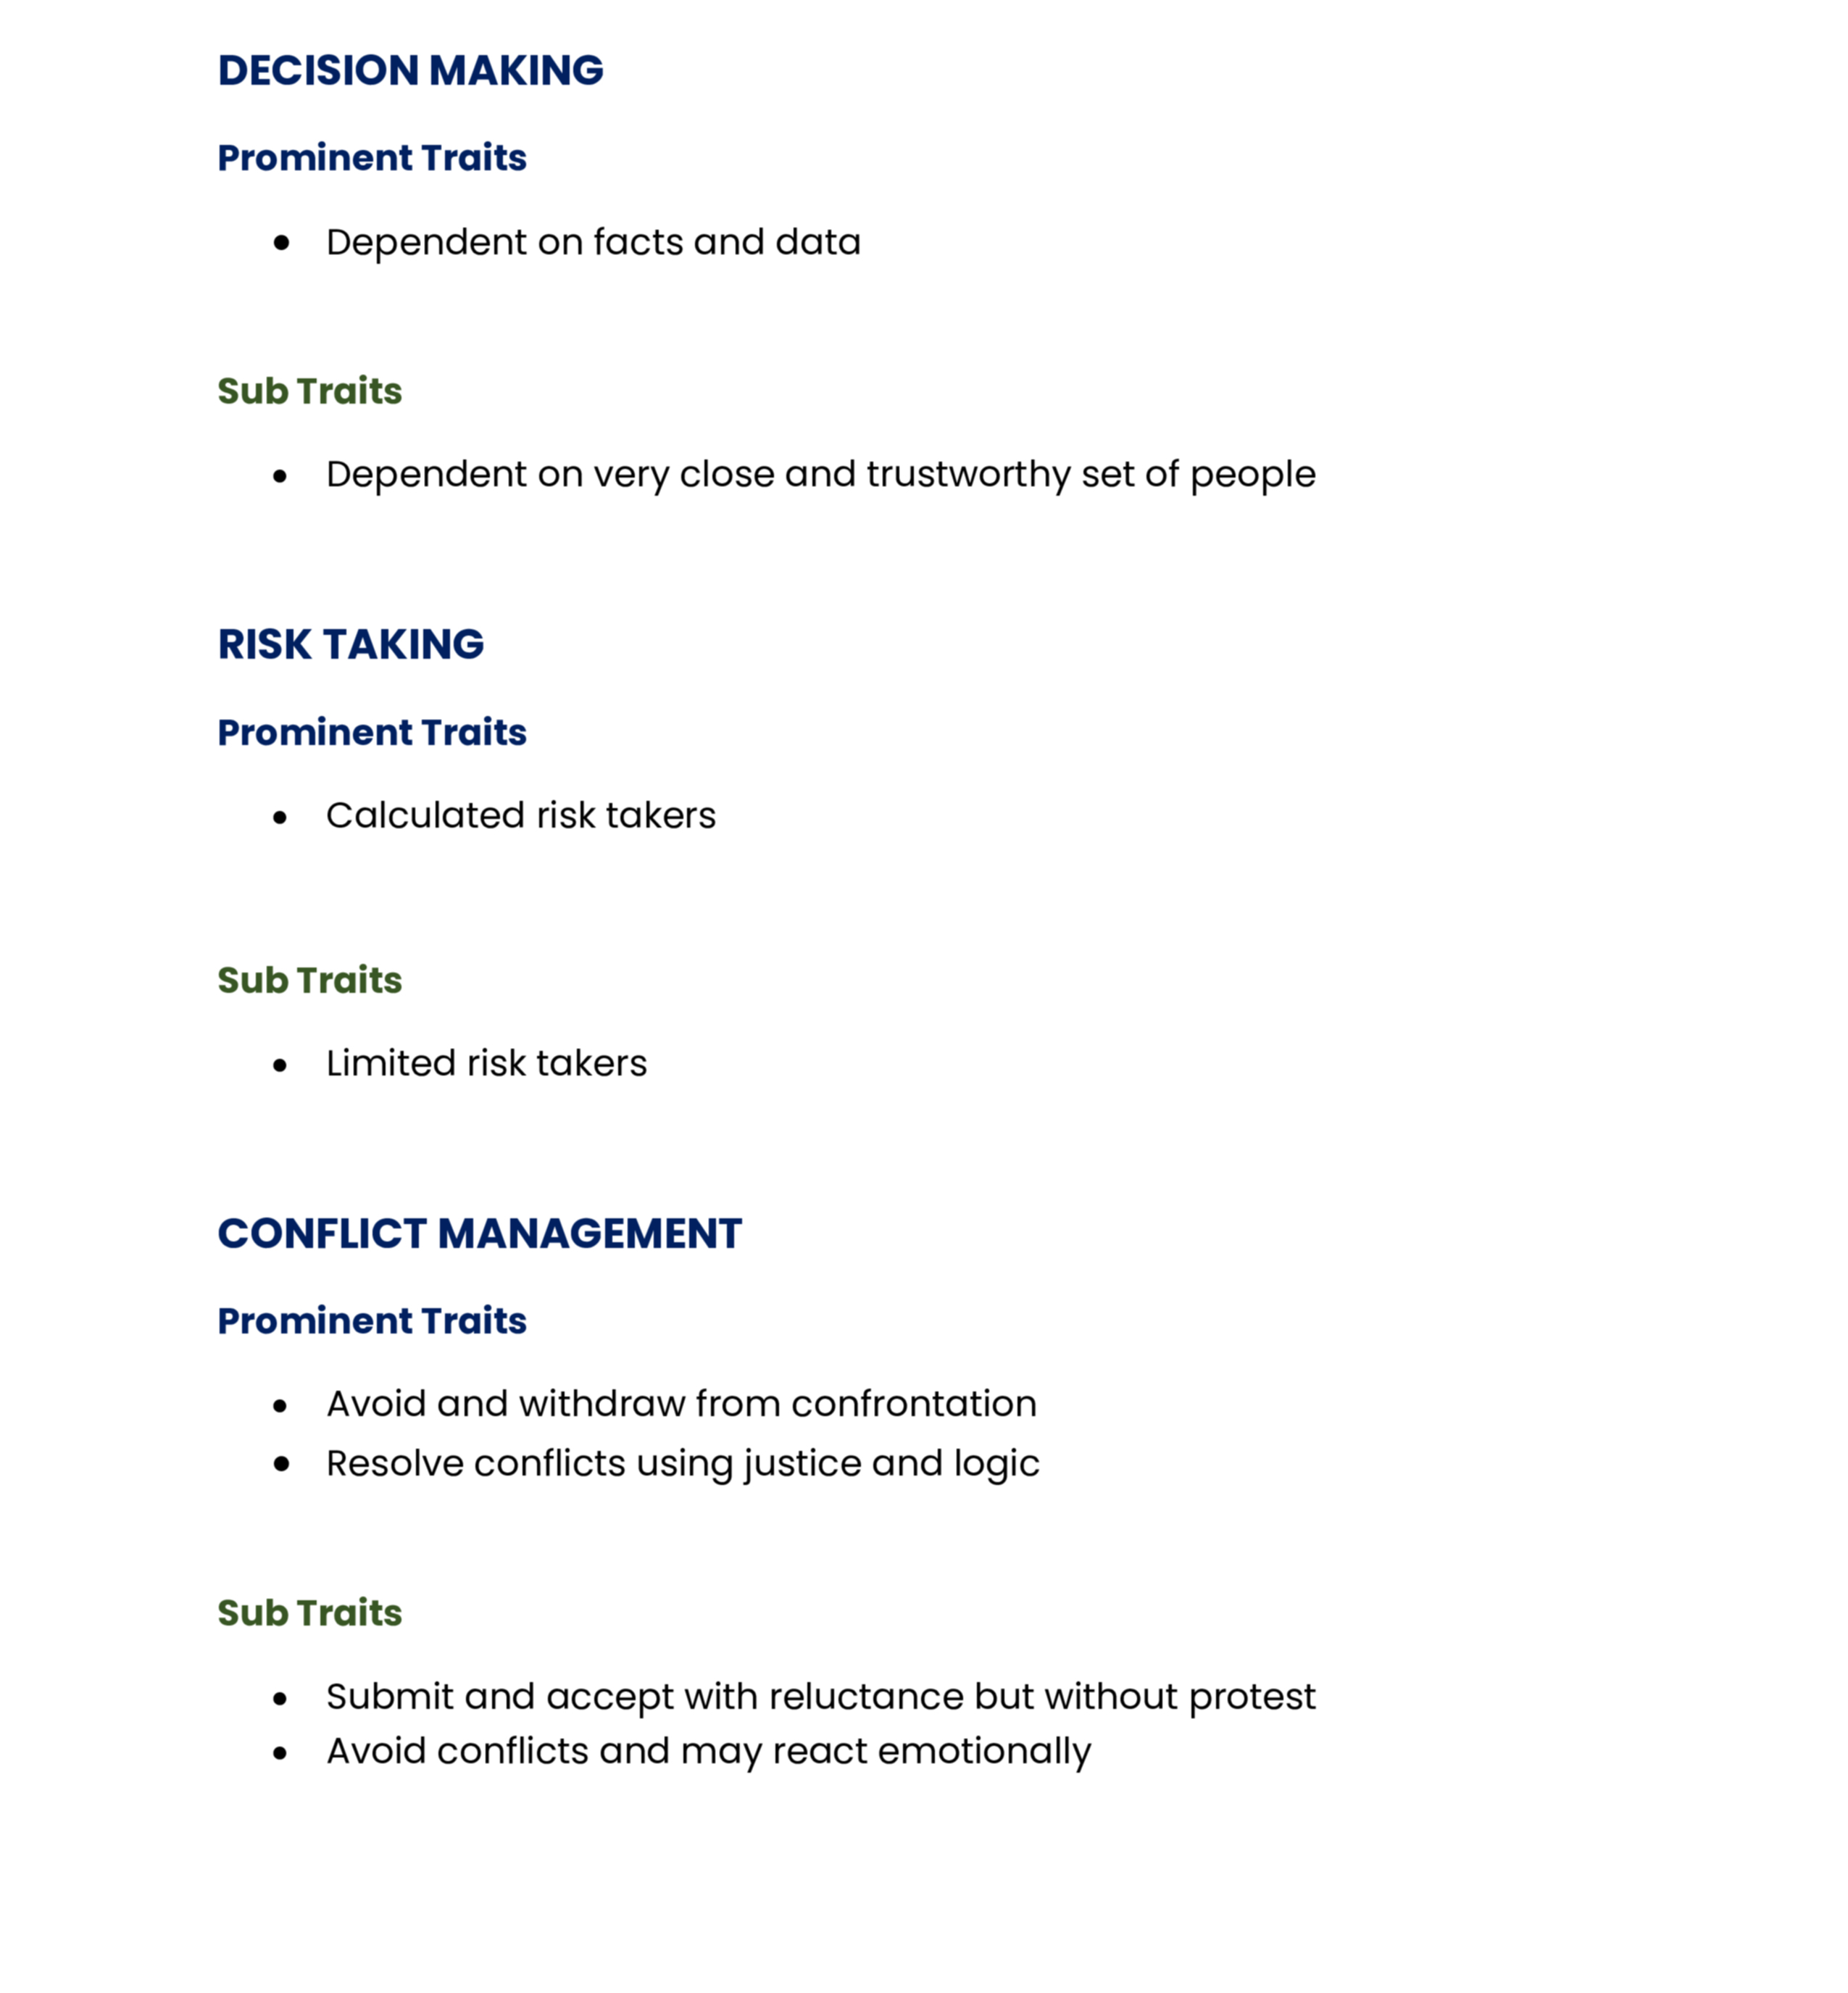 DECISION MAKING
Prominent Traits
● Dependent on facts and data
Sub Traits
● Dependent on very close and trustworthy set of people
RISK TAKING
Prominent Traits
● Calculated risk takers
Sub Traits
● Limited risk takers
CONFLICT MANAGEMENT
Prominent Traits
● Avoid and withdraw from confrontation
● Resolve conflicts using justice and logic
Sub Traits
● Submit and accept with reluctance but without protest
● Avoid conflicts and may react emotionally